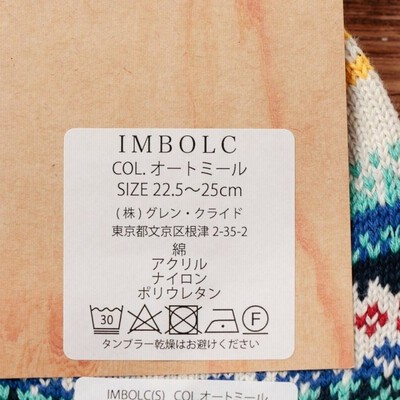 IMBOLC
COL. オートミール
SIZE 22.5～25cm
(株) グレン・クライド
東京都文京区根津 2-35-2
綿
アクリル
ナイロン
ポリウレタン
30 F
タンブラー乾燥はお避けください
IMBOLC(S) COL オートミール